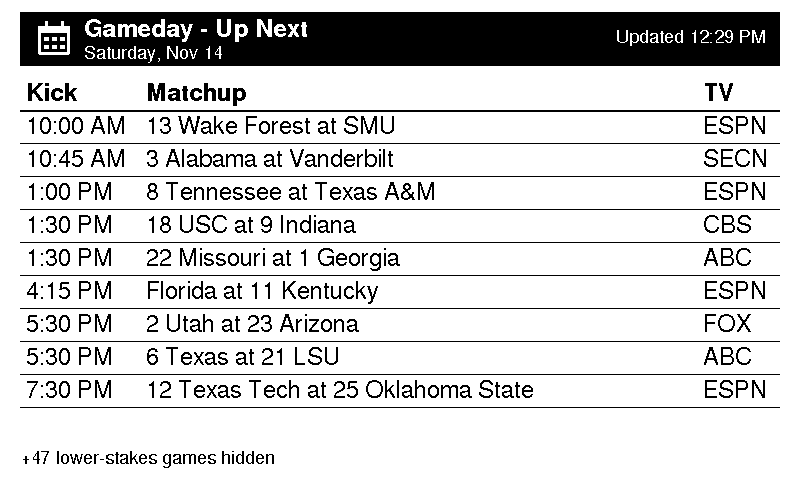 Gameday - Up Next
Saturday, Nov 14
Updated 12:29 PM
Kick Matchup TV
10:00 AM 13 Wake Forest at SMU ESPN
10:45 AM 3 Alabama at Vanderbilt SECN
1:00 PM 8 Tennessee at Texas A&M ESPN
1:30 PM 18 USC at 9 Indiana CBS
1:30 PM 22 Missouri at 1 Georgia ABC
4:15 PM Florida at 11 Kentucky ESPN
5:30 PM 2 Utah at 23 Arizona FOX
5:30 PM 6 Texas at 21 LSU ABC
7:30 PM 12 Texas Tech at 25 Oklahoma State ESPN
+47 lower-stakes games hidden